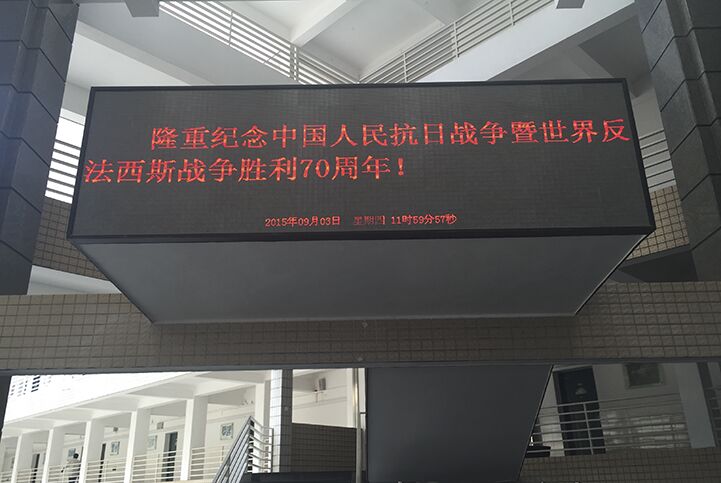 隆重纪念中国人民抗日战争暨世界反
法西斯战争胜利70周年！
2015年09月03日 星期四 11时59分57秒